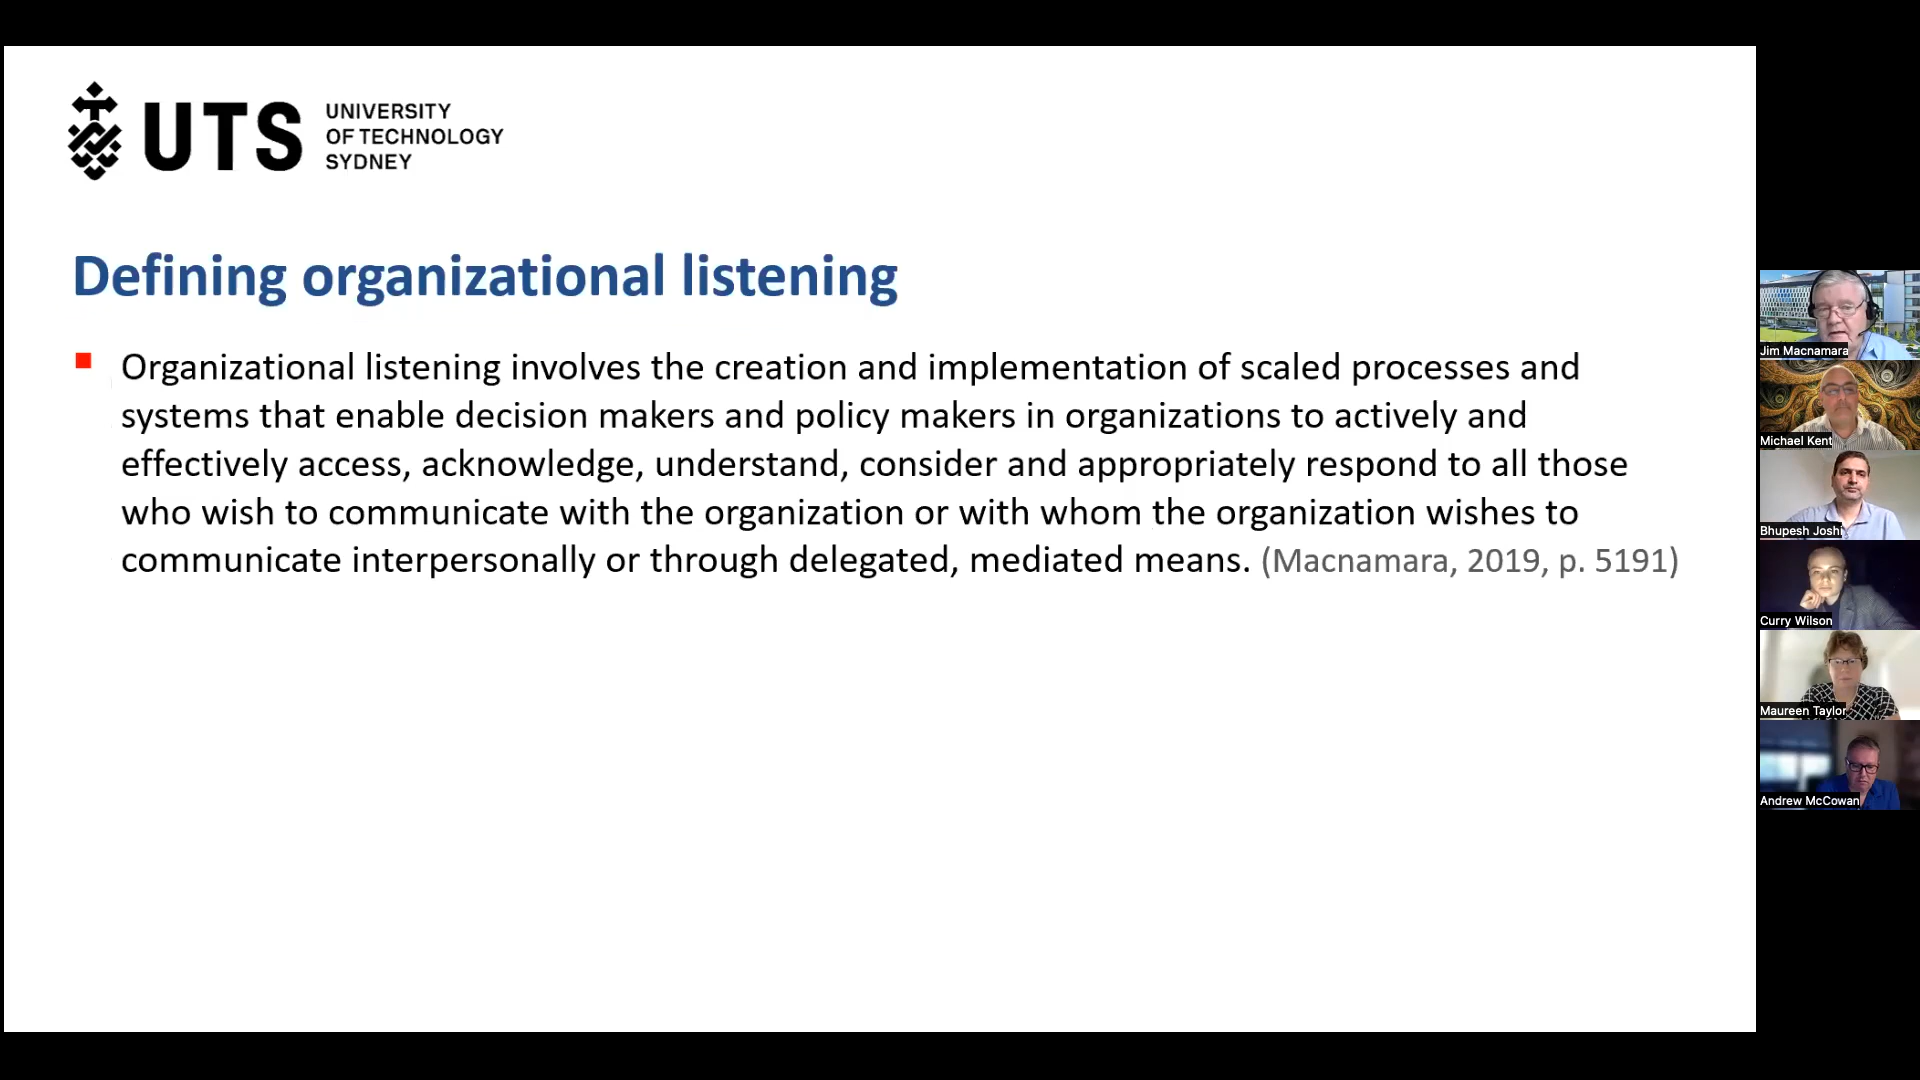 UTS
UNIVERSITY
OF TECHNOLOGY
SYDNEY
Defining organizational listening
Organizational listening involves the creation and implementation of scaled processes and
systems that enable decision makers and policy makers in organizations to actively and
effectively access, acknowledge, understand, consider and appropriately respond to all those
who wish to communicate with the organization or with whom the organization wishes to
communicate interpersonally or through delegated, mediated means. (Macnamara, 2019, p. 5191)
Jim Macnamara
Michael Kent
Bhupesh Joshi
Curry Wilson
Maureen Taylor
Andrew McCowan